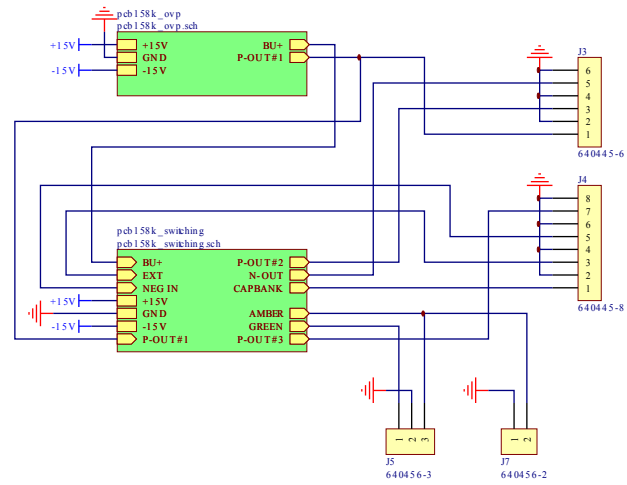 pcb158k_ovp
pcb158k_ovp.sch
+15V
+15V
BU+
GND
P-OUT#1
-15V
-15V
J3
6
5
4
3
2
1
640445-6
J4
8
7
6
5
4
3
2
1
640445-8
pcb158k_switching
pcb158k_switching.sch
BU+
P-OUT#2
EXT
N-OUT
NEG IN
CAPBANK
+15V
+15V
GND
AMBER
-15V
-15V
GREEN
P-OUT#1
P-OUT#3
1
2
3
J5
640456-3
1
2
J7
640456-2